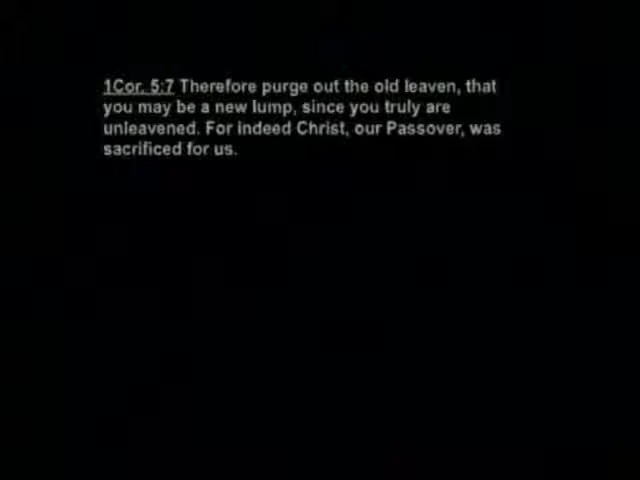 1Cor. 5:7 Therefore purge out the old leaven, that
you may be a new lump, since you truly are
unleavened. For indeed Christ, our Passover, was
sacrificed for us.